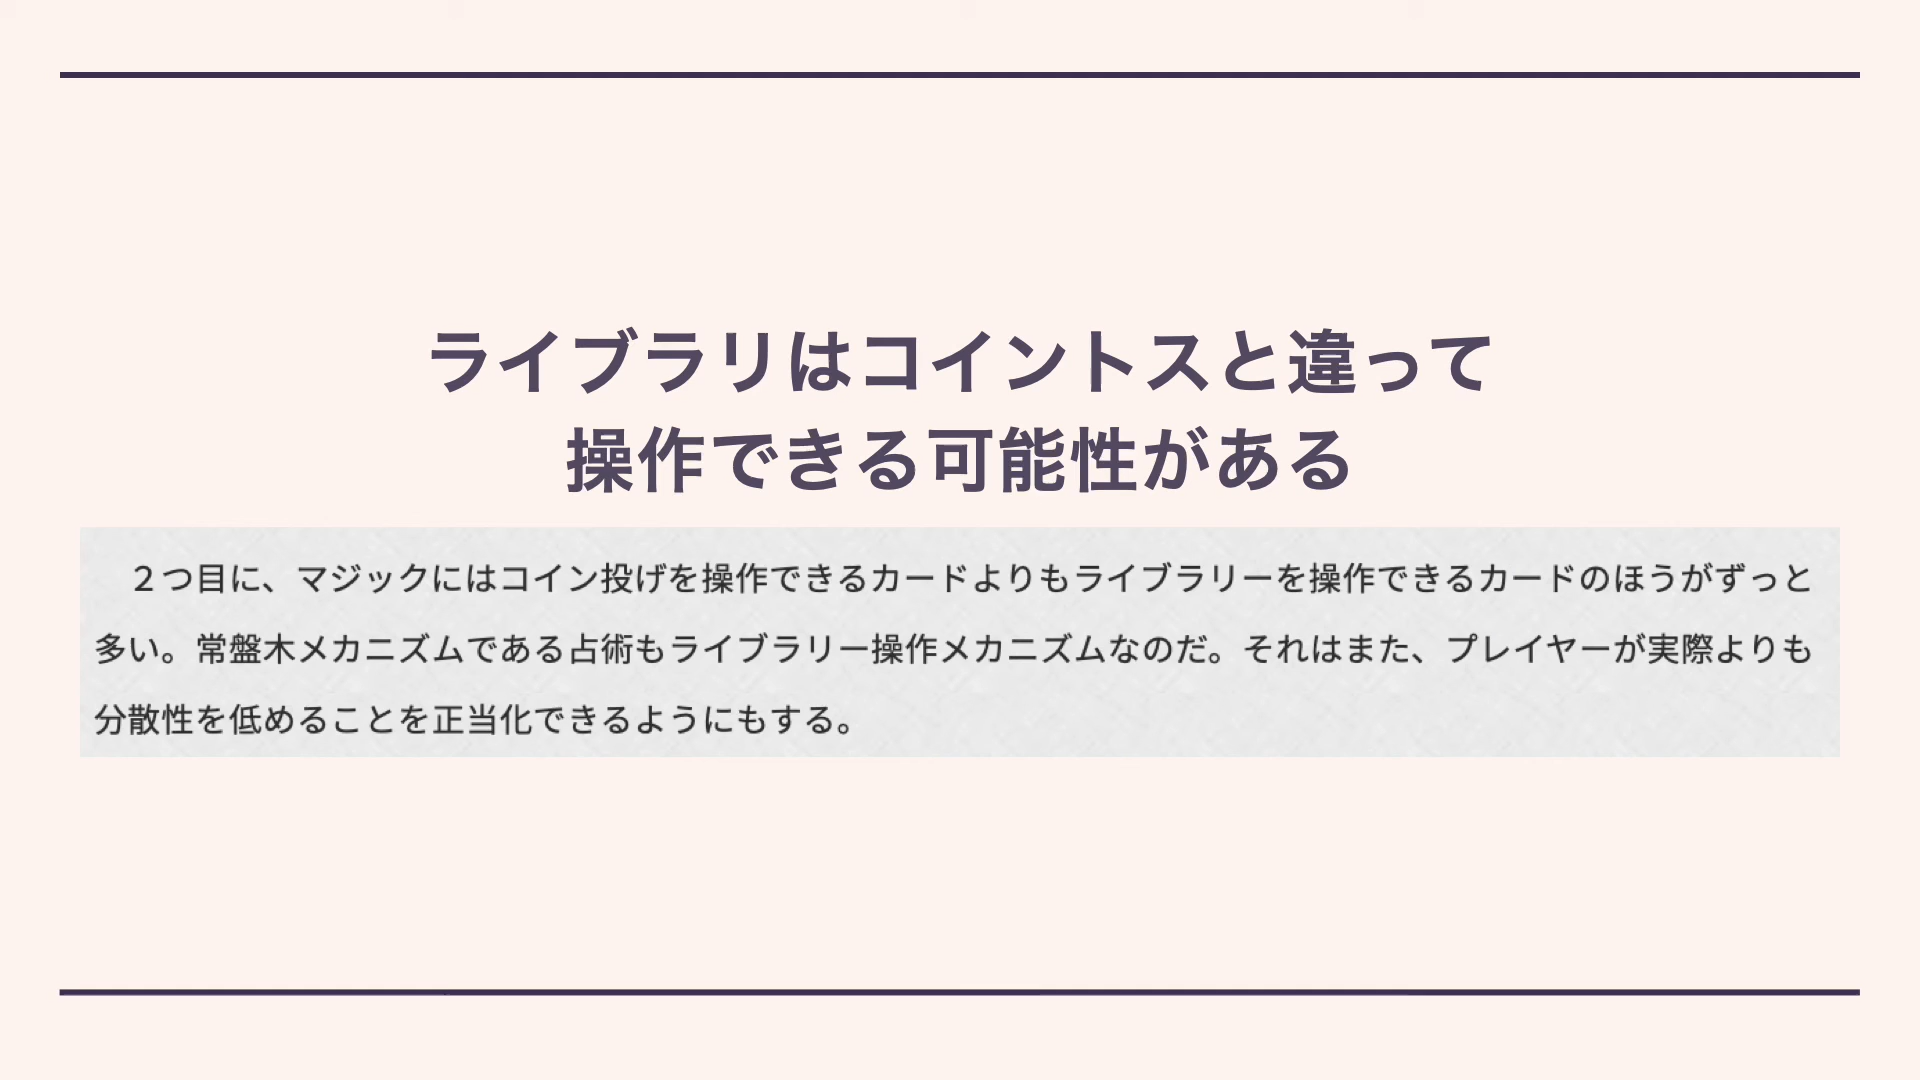 ライブラリはコイントスと違って
操作できる可能性がある
２つ目に、マジックにはコイン投げを操作できるカードよりもライブラリーを操作できるカードのほうがずっと
多い。常盤木メカニズムである占術もライブラリー操作メカニズムなのだ。それはまた、プレイヤーが実際よりも
分散性を低めることを正当化できるようにもする。